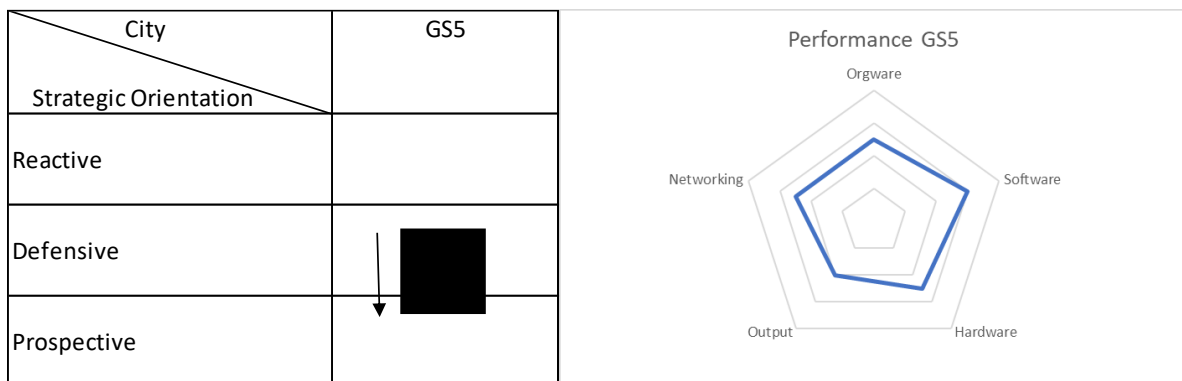 City
GS5
Strategic Orientation
Reactive
Defensive
Prospective
Performance GS5
Orgware
Networking
Software
Output
Hardware